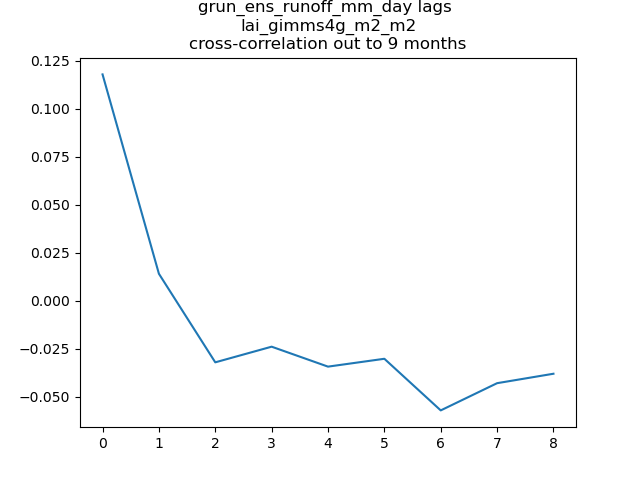 grun_ens_runoff_mm_day lags
lai_gimms4g_m2_m2
cross-correlation out to 9 months
0.125
0.100
0.075
0.050
0.025
0.000
−0.025
−0.050
0 1 2 3 4 5 6 7 8